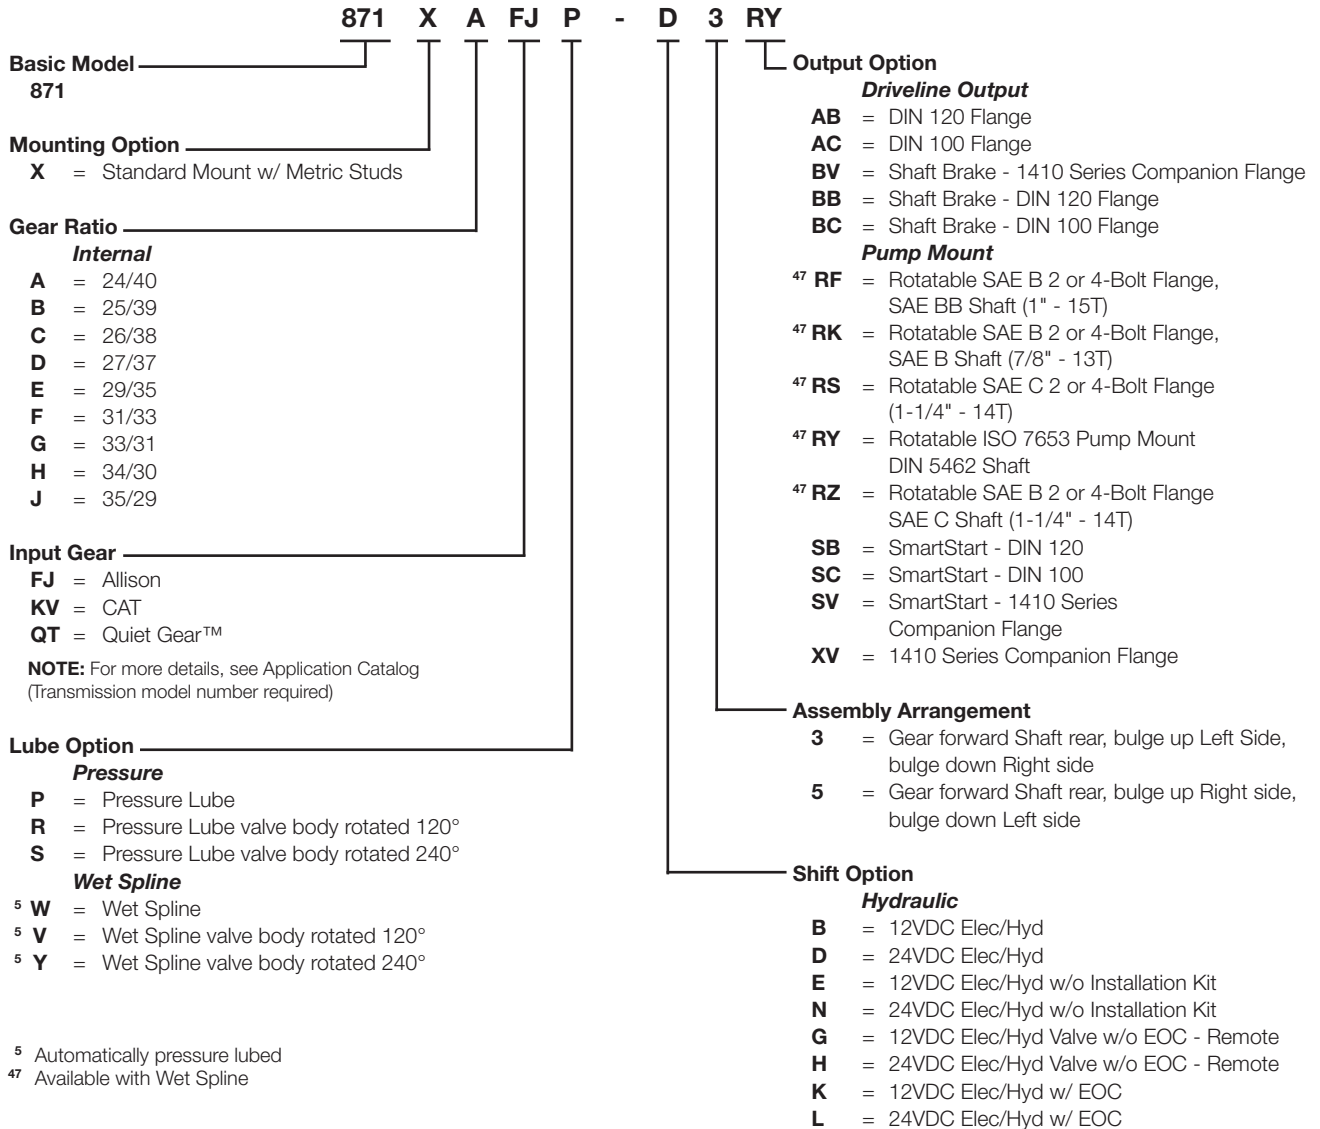 871 X A FJ P - D 3 RY
Basic Model
871
Mounting Option
X = Standard Mount w/ Metric Studs
Gear Ratio
Internal
A = 24/40
B = 25/39
C = 26/38
D = 27/37
E = 29/35
F = 31/33
G = 33/31
H = 34/30
J = 35/29
Input Gear
FJ = Allison
KV = CAT
QT = Quiet Gear™
NOTE: For more details, see Application Catalog
(Transmission model number required)
Lube Option
Pressure
P = Pressure Lube
R = Pressure Lube valve body rotated 120°
S = Pressure Lube valve body rotated 240°
Wet Spline
5 W = Wet Spline
5 V = Wet Spline valve body rotated 120°
5 Y = Wet Spline valve body rotated 240°
5 Automatically pressure lubed
47 Available with Wet Spline
Output Option
Driveline Output
AB = DIN 120 Flange
AC = DIN 100 Flange
BV = Shaft Brake - 1410 Series Companion Flange
BB = Shaft Brake - DIN 120 Flange
BC = Shaft Brake - DIN 100 Flange
Pump Mount
47 RF = Rotatable SAE B 2 or 4-Bolt Flange,
SAE BB Shaft (1" - 15T)
47 RK = Rotatable SAE B 2 or 4-Bolt Flange,
SAE B Shaft (7/8" - 13T)
47 RS = Rotatable SAE C 2 or 4-Bolt Flange
(1-1/4" - 14T)
47 RY = Rotatable ISO 7653 Pump Mount
DIN 5462 Shaft
47 RZ = Rotatable SAE B 2 or 4-Bolt Flange
SAE C Shaft (1-1/4" - 14T)
SB = SmartStart - DIN 120
SC = SmartStart - DIN 100
SV = SmartStart - 1410 Series
Companion Flange
XV = 1410 Series Companion Flange
Assembly Arrangement
3 = Gear forward Shaft rear, bulge up Left Side,
bulge down Right side
5 = Gear forward Shaft rear, bulge up Right side,
bulge down Left side
Shift Option
Hydraulic
B = 12VDC Elec/Hyd
D = 24VDC Elec/Hyd
E = 12VDC Elec/Hyd w/o Installation Kit
N = 24VDC Elec/Hyd w/o Installation Kit
G = 12VDC Elec/Hyd Valve w/o EOC - Remote
H = 24VDC Elec/Hyd Valve w/o EOC - Remote
K = 12VDC Elec/Hyd w/ EOC
L = 24VDC Elec/Hyd w/ EOC